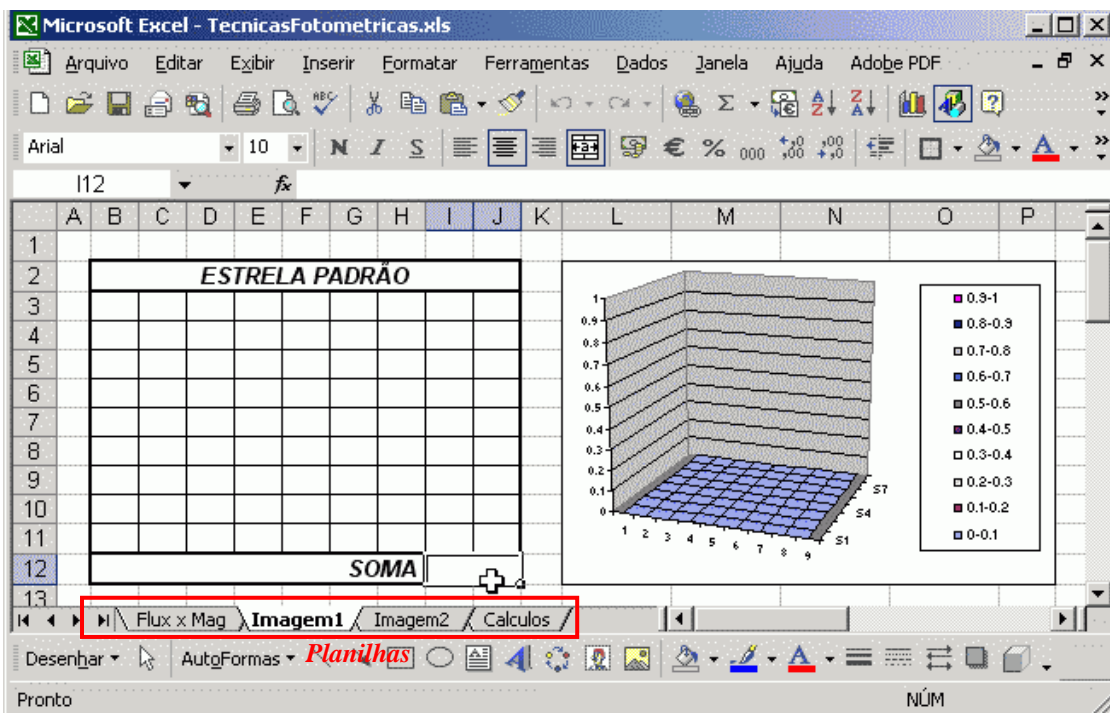 Microsoft Excel - TecnicasFotometricas.xls
Arquivo Editar Exibir Inserir Formatar Ferramentas Dados Janela Ajuda Adobe PDF
ABC Σ A Z Z A ?
Arial 10 N I S € % 000 ,0 ,00 ,00 ,0 A
I12 fx
A B C D E F G H I J K L M N O P
1
2 ESTRELA PADRÃO
3
4
5
6
7
8
9
10
11
12 SOMA
13
1
0.9
0.8
0.7
0.6
0.5
0.4
0.3
0.2
0.1
0
1 2 3 4 5 6 7 8 9
S1
S4
S7
0.9-1
0.8-0.9
0.7-0.8
0.6-0.7
0.5-0.6
0.4-0.5
0.3-0.4
0.2-0.3
0.1-0.2
0-0.1
Flux x Mag Imagem1 Imagem2 Calculos
Desenhar AutoFormas Planilhas A A
Pronto NÚM